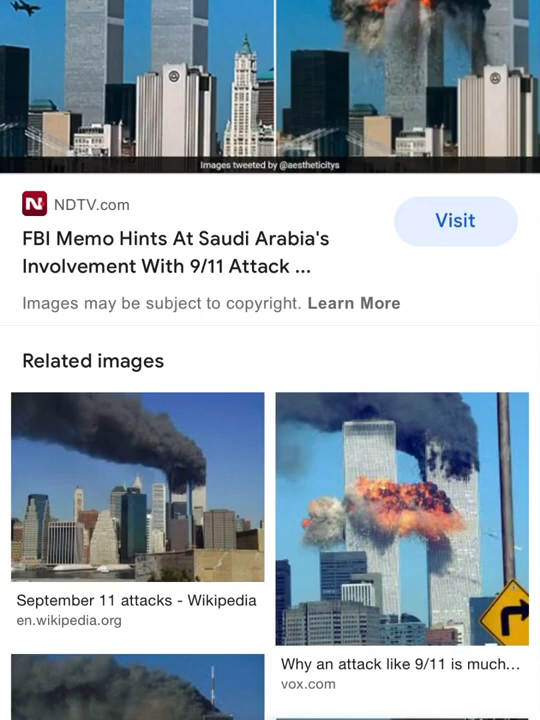 Images tweeted by @aestheticitys
NDTV.com
Visit
FBI Memo Hints At Saudi Arabia's
Involvement With 9/11 Attack ...
Images may be subject to copyright. Learn More
Related images
September 11 attacks - Wikipedia
en.wikipedia.org
Why an attack like 9/11 is much...
vox.com